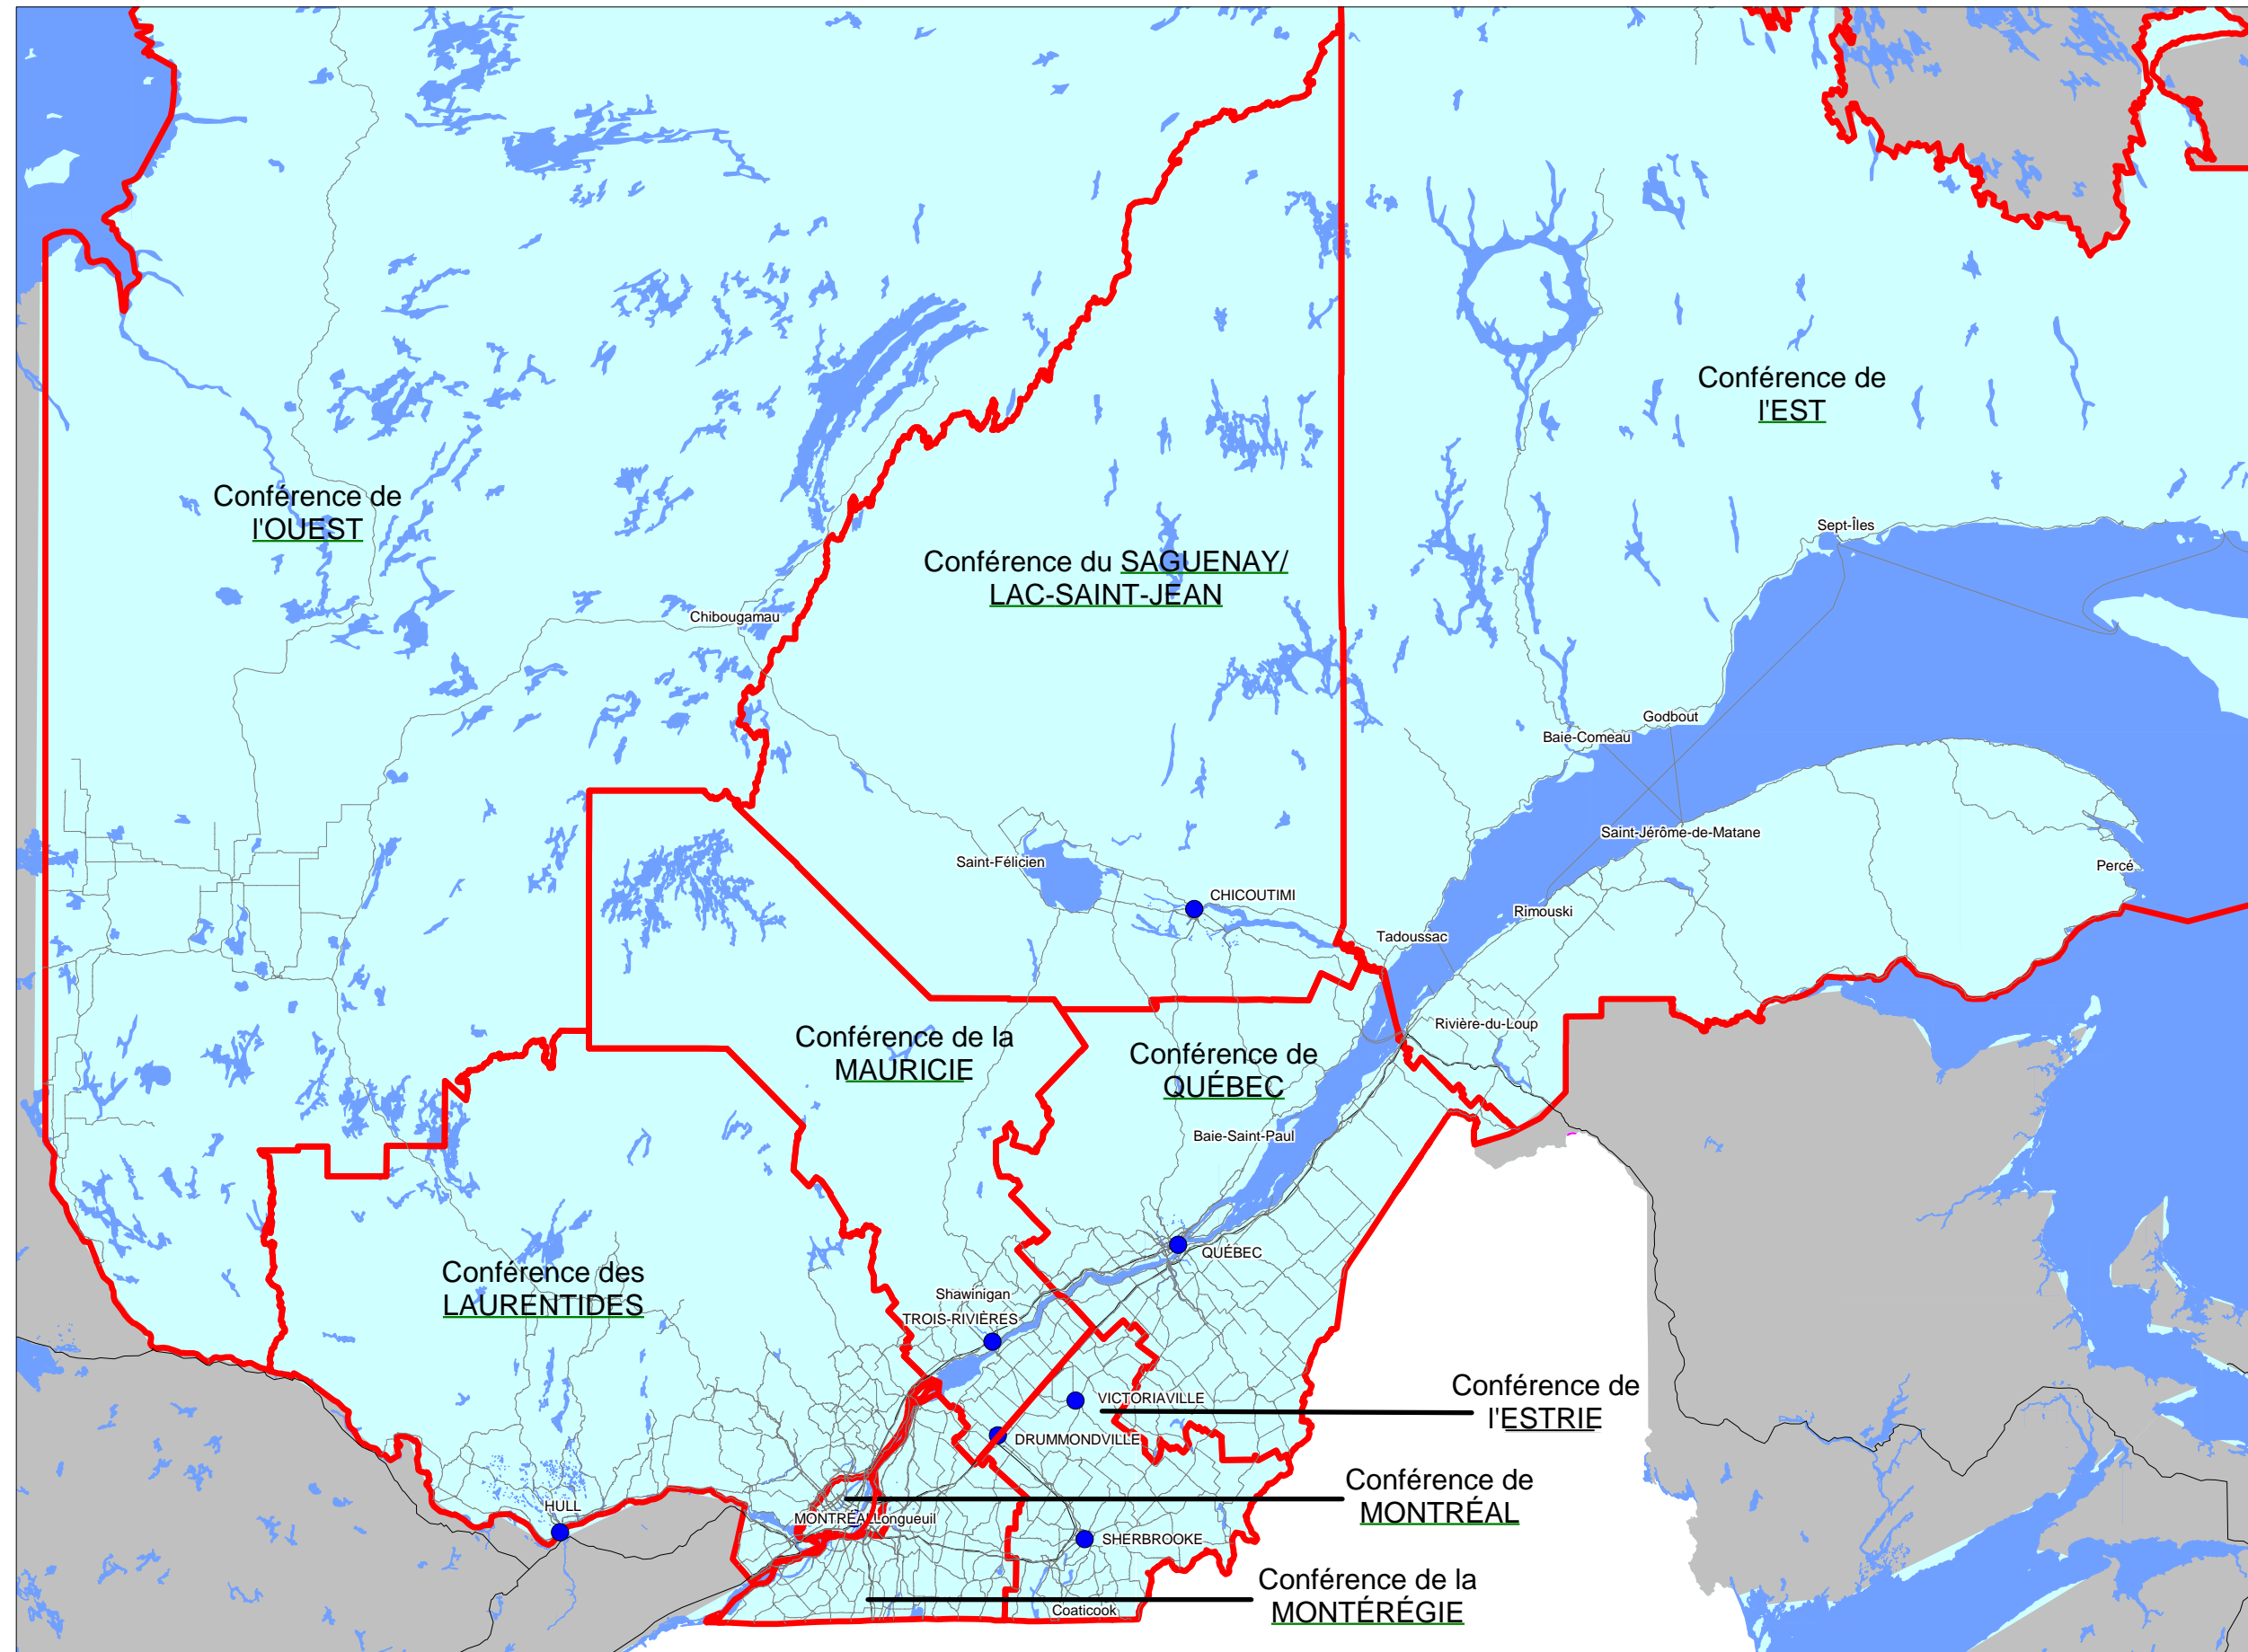 Conférence de
l'EST
Conférence de
l'OUEST
Sept-Îles
Conférence du SAGUENAY/
LAC-SAINT-JEAN
Chibougamau
Godbout
Baie-Comeau
Saint-Jérôme-de-Matane
Saint-Félicien
Percé
CHICOUTIMI
Rimouski
Tadoussac
Rivière-du-Loup
Conférence de la
MAURICIE
Conférence de
QUÉBEC
Baie-Saint-Paul
QUÉBEC
Conférence des
LAURENTIDES
Shawinigan
TROIS-RIVIÈRES
Conférence de
l'ESTRIE
VICTORIAVILLE
DRUMMONDVILLE
Conférence de
MONTRÉAL
HULL
MONTRÉAL
Longueuil
SHERBROOKE
Conférence de la
MONTÉRÉGIE
Coaticook